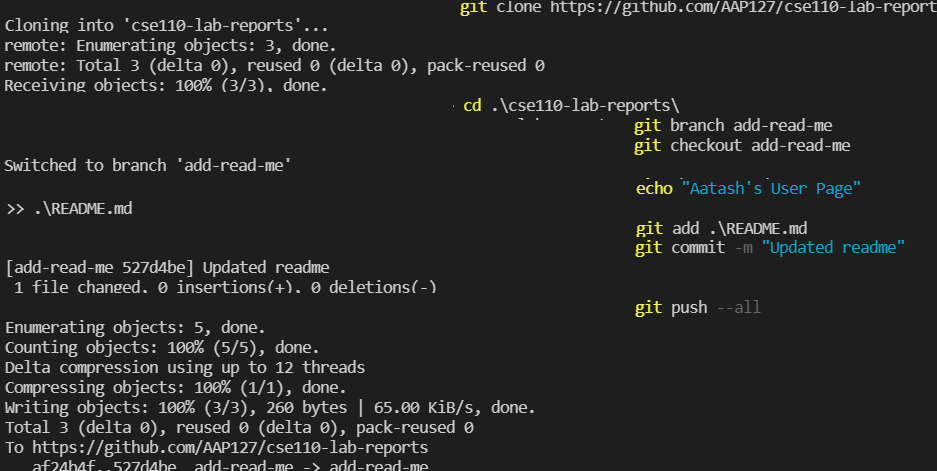 git clone https://github.com/AAP127/cse110-lab-report
Cloning into 'cse110-lab-reports'...
remote: Enumerating objects: 3, done.
remote: Total 3 (delta 0), reused 0 (delta 0), pack-reused 0
Receiving objects: 100% (3/3), done.
cd .\cse110-lab-reports\
git branch add-read-me
git checkout add-read-me
Switched to branch 'add-read-me'
echo "Aatash's User Page"
>> .\README.md
git add .\README.md
git commit -m "Updated readme"
[add-read-me 527d4be] Updated readme
1 file changed, 0 insertions(+), 0 deletions(-)
git push --all
Enumerating objects: 5, done.
Counting objects: 100% (5/5), done.
Delta compression using up to 12 threads
Compressing objects: 100% (1/1), done.
Writing objects: 100% (3/3), 260 bytes | 65.00 KiB/s, done.
Total 3 (delta 0), reused 0 (delta 0), pack-reused 0
To https://github.com/AAP127/cse110-lab-reports
af24b4f..527d4be add-read-me -> add-read-me